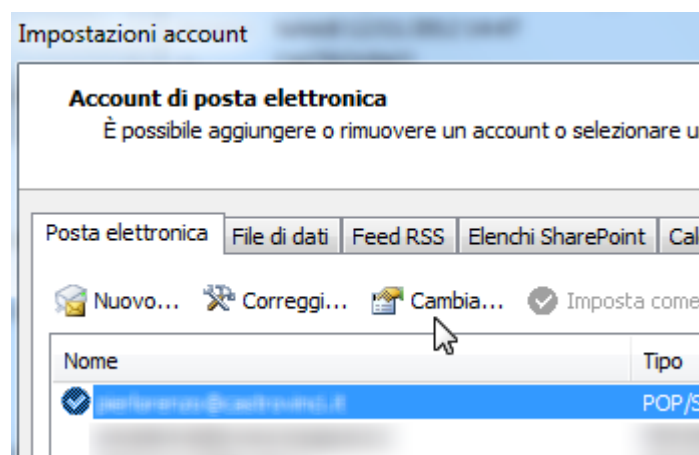 Impostazioni account
Account di posta elettronica
È possibile aggiungere o rimuovere un account o selezionare u
Posta elettronica File di dati Feed RSS Elenchi SharePoint Cal
Nuovo... Correggi... Cambia... Imposta come
Nome Tipo
POP/S